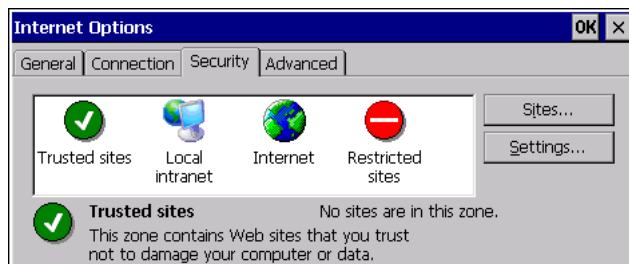 Internet Options OK ×
General Connection Security Advanced
Sites...
Trusted sites Local intranet Internet Restricted sites
Settings...
Trusted sites No sites are in this zone.
This zone contains Web sites that you trust
not to damage your computer or data.